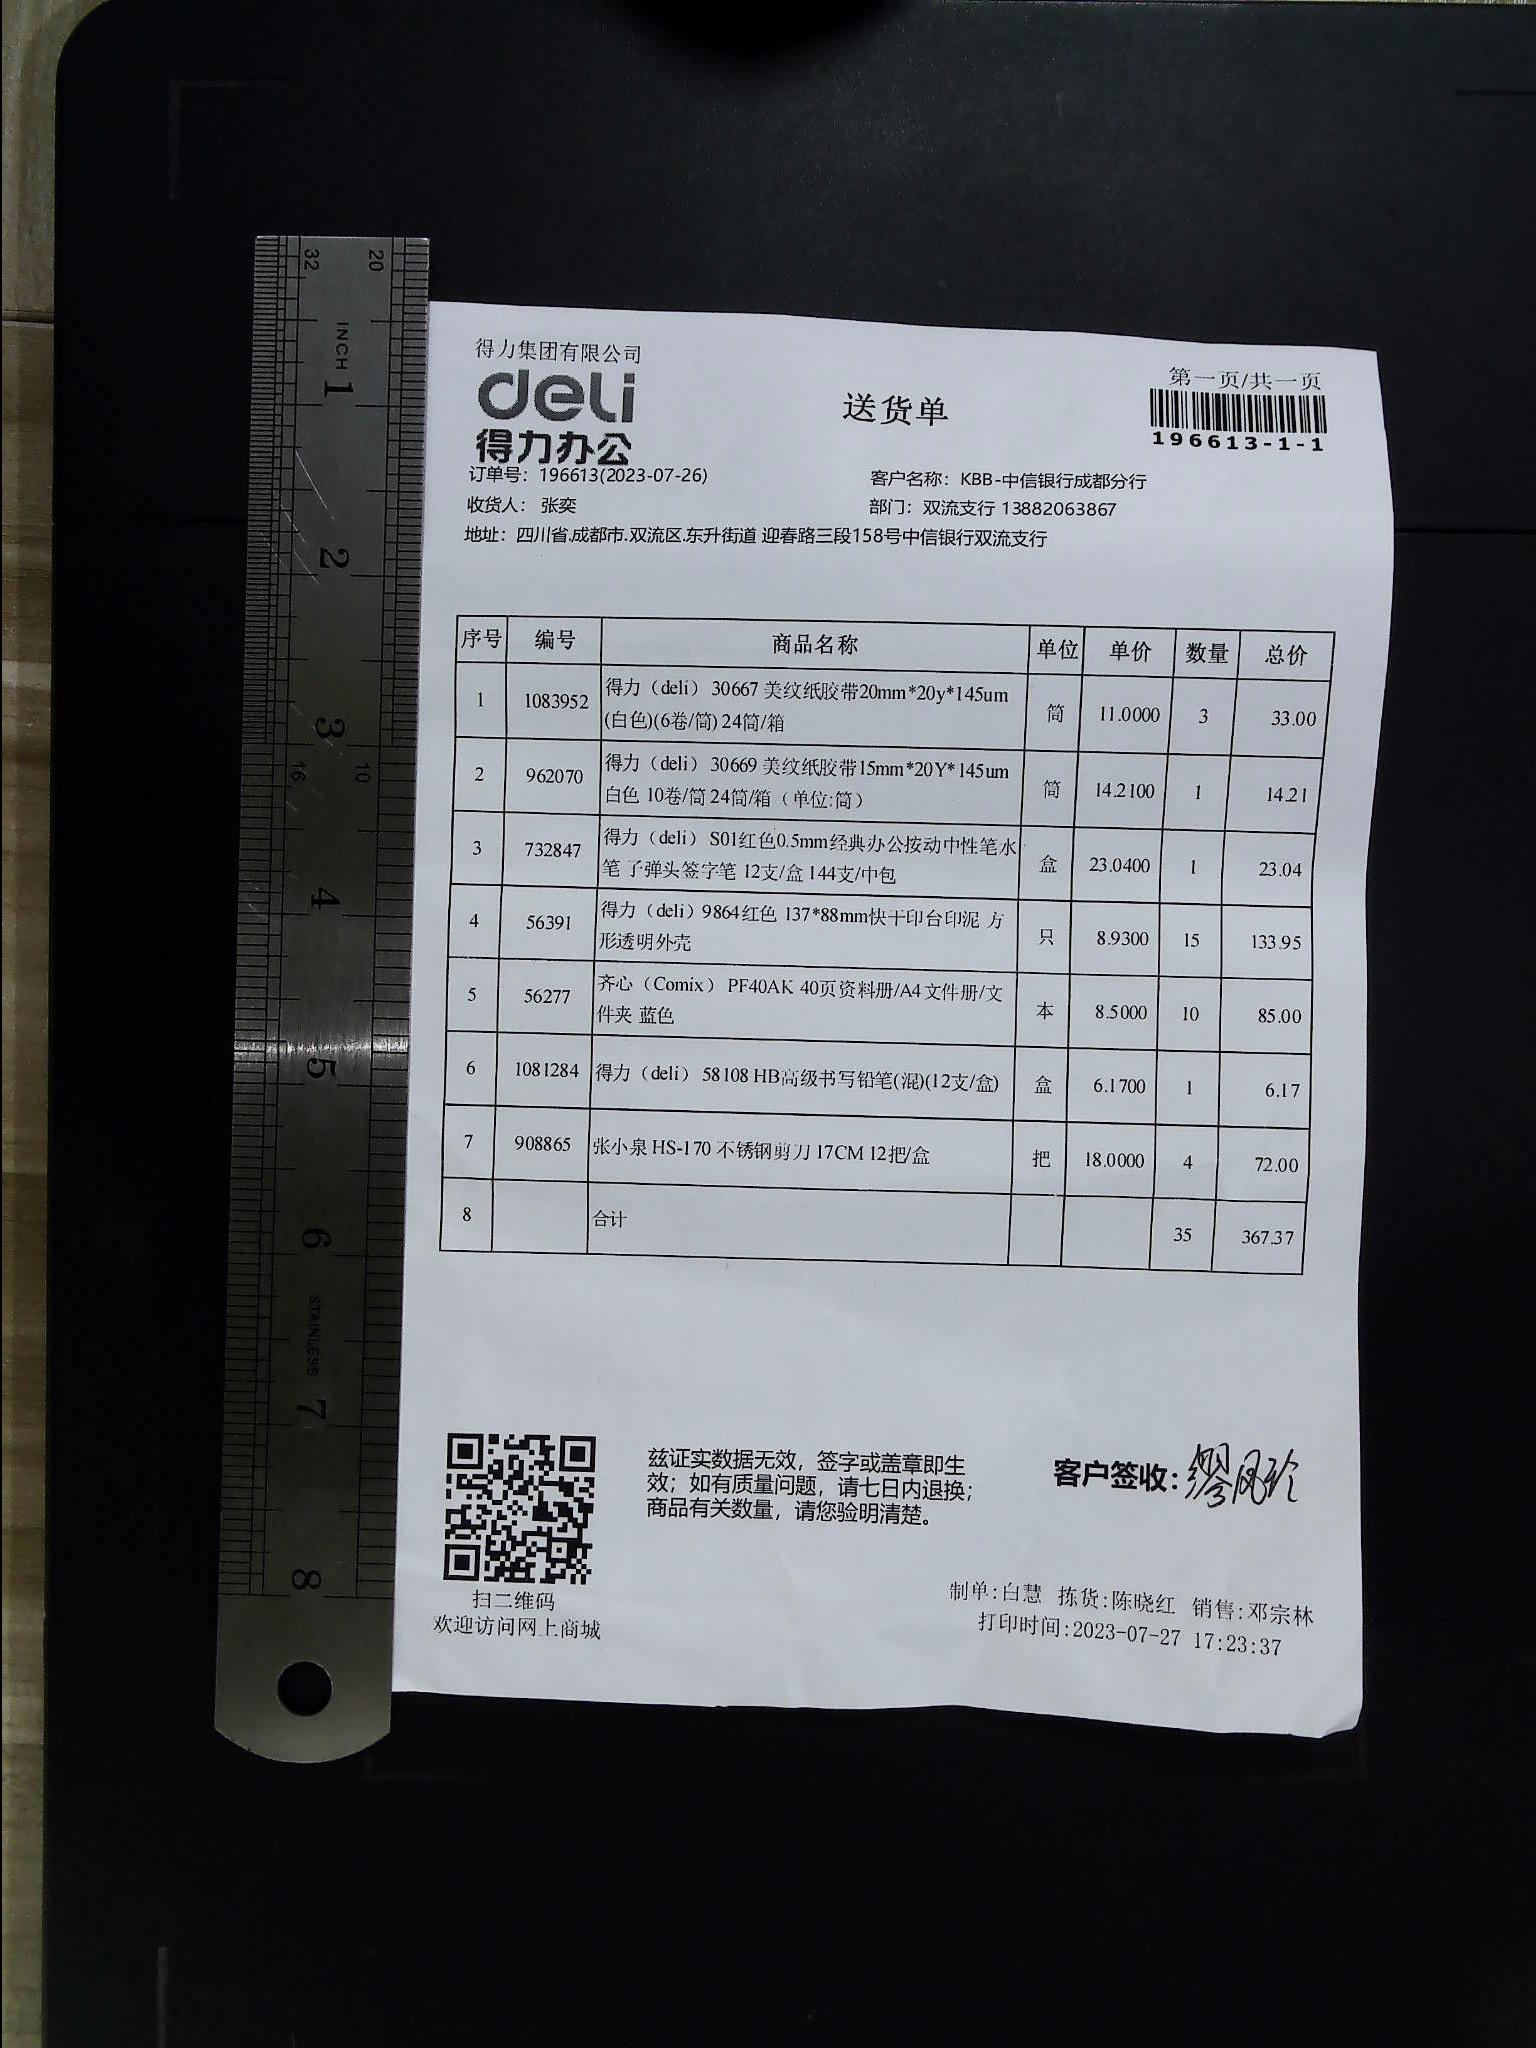 32
20
INCH
1
2
3
16
10
4
5
6
STAINLESS
7
8
得力集团有限公司
deli
得力办公
送货单
第一页/共一页
196613-1-1
订单号：196613(2023-07-26)
客户名称：KBB-中信银行成都分行
收货人：张奕
部门：双流支行 13882063867
地址：四川省.成都市.双流区.东升街道 迎春路三段158号中信银行双流支行
序号 编号 商品名称 单位 单价 数量 总价
1 1083952 得力（deli） 30667 美纹纸胶带20mm*20y*145um 筒 11.0000 3 33.00
(白色)(6卷/筒) 24筒/箱
2 962070 得力（deli） 30669 美纹纸胶带15mm*20Y*145um 筒 14.2100 1 14.21
白色 10卷/筒 24筒/箱（单位:筒）
3 732847 得力（deli） S01红色0.5mm经典办公按动中性笔水 盒 23.0400 1 23.04
笔 子弹头签字笔 12支/盒 144支/中包
4 56391 得力（deli）9864红色 137*88mm快干印台印泥 方 只 8.9300 15 133.95
形透明外壳
5 56277 齐心（Comix） PF40AK 40页资料册/A4文件册/文 本 8.5000 10 85.00
件夹 蓝色
6 1081284 得力（deli） 58108 HB高级书写铅笔(混)(12支/盒) 盒 6.1700 1 6.17
7 908865 张小泉 HS-170 不锈钢剪刀 17CM 12把/盒 把 18.0000 4 72.00
8 合计 35 367.37
兹证实数据无效，签字或盖章即生
效；如有质量问题，请七日内退换；
商品有关数量，请您验明清楚。
客户签收：缪凤玲
扫二维码
欢迎访问网上商城
制单:白慧 拣货:陈晓红 销售:邓宗林
打印时间:2023-07-27 17:23:37